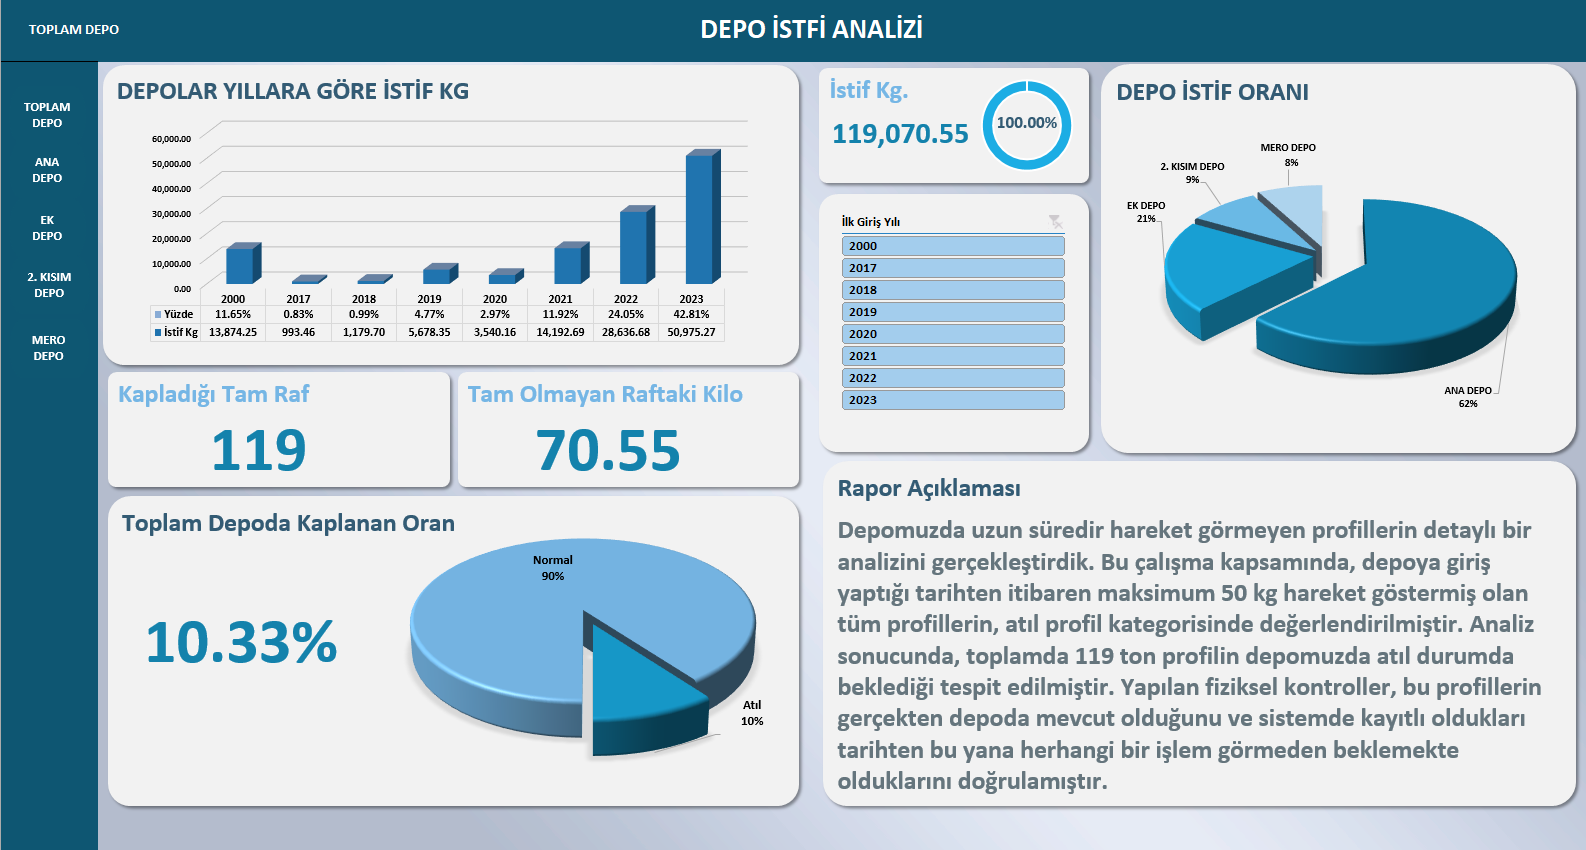 TOPLAM DEPO
DEPO İSTFİ ANALİZİ
TOPLAM
DEPO
ANA
DEPO
EK
DEPO
2. KISIM
DEPO
MERO
DEPO
DEPOLAR YILLARA GÖRE İSTİF KG
60,000.00
50,000.00
40,000.00
30,000.00
20,000.00
10,000.00
0.00
2000 2017 2018 2019 2020 2021 2022 2023
Yüzde 11.65% 0.83% 0.99% 4.77% 2.97% 11.92% 24.05% 42.81%
İstif Kg 13,874.25 993.46 1,179.70 5,678.35 3,540.16 14,192.69 28,636.68 50,975.27
İstif Kg.
119,070.55
100.00%
İlk Giriş Yılı
2000
2017
2018
2019
2020
2021
2022
2023
DEPO İSTİF ORANI
MERO DEPO
8%
2. KISIM DEPO
9%
EK DEPO
21%
ANA DEPO
62%
Kapladığı Tam Raf
119
Tam Olmayan Raftaki Kilo
70.55
Toplam Depoda Kaplanan Oran
10.33%
Normal
90%
Atıl
10%
Rapor Açıklaması
Depomuzda uzun süredir hareket görmeyen profillerin detaylı bir
analizini gerçekleştirdik. Bu çalışma kapsamında, depoya giriş
yaptığı tarihten itibaren maksimum 50 kg hareket göstermiş olan
tüm profillerin, atıl profil kategorisinde değerlendirilmiştir. Analiz
sonucunda, toplamda 119 ton profilin depomuzda atıl durumda
beklediği tespit edilmiştir. Yapılan fiziksel kontroller, bu profillerin
gerçekten depoda mevcut olduğunu ve sistemde kayıtlı oldukları
tarihten bu yana herhangi bir işlem görmeden beklemekte
olduklarını doğrulamıştır.